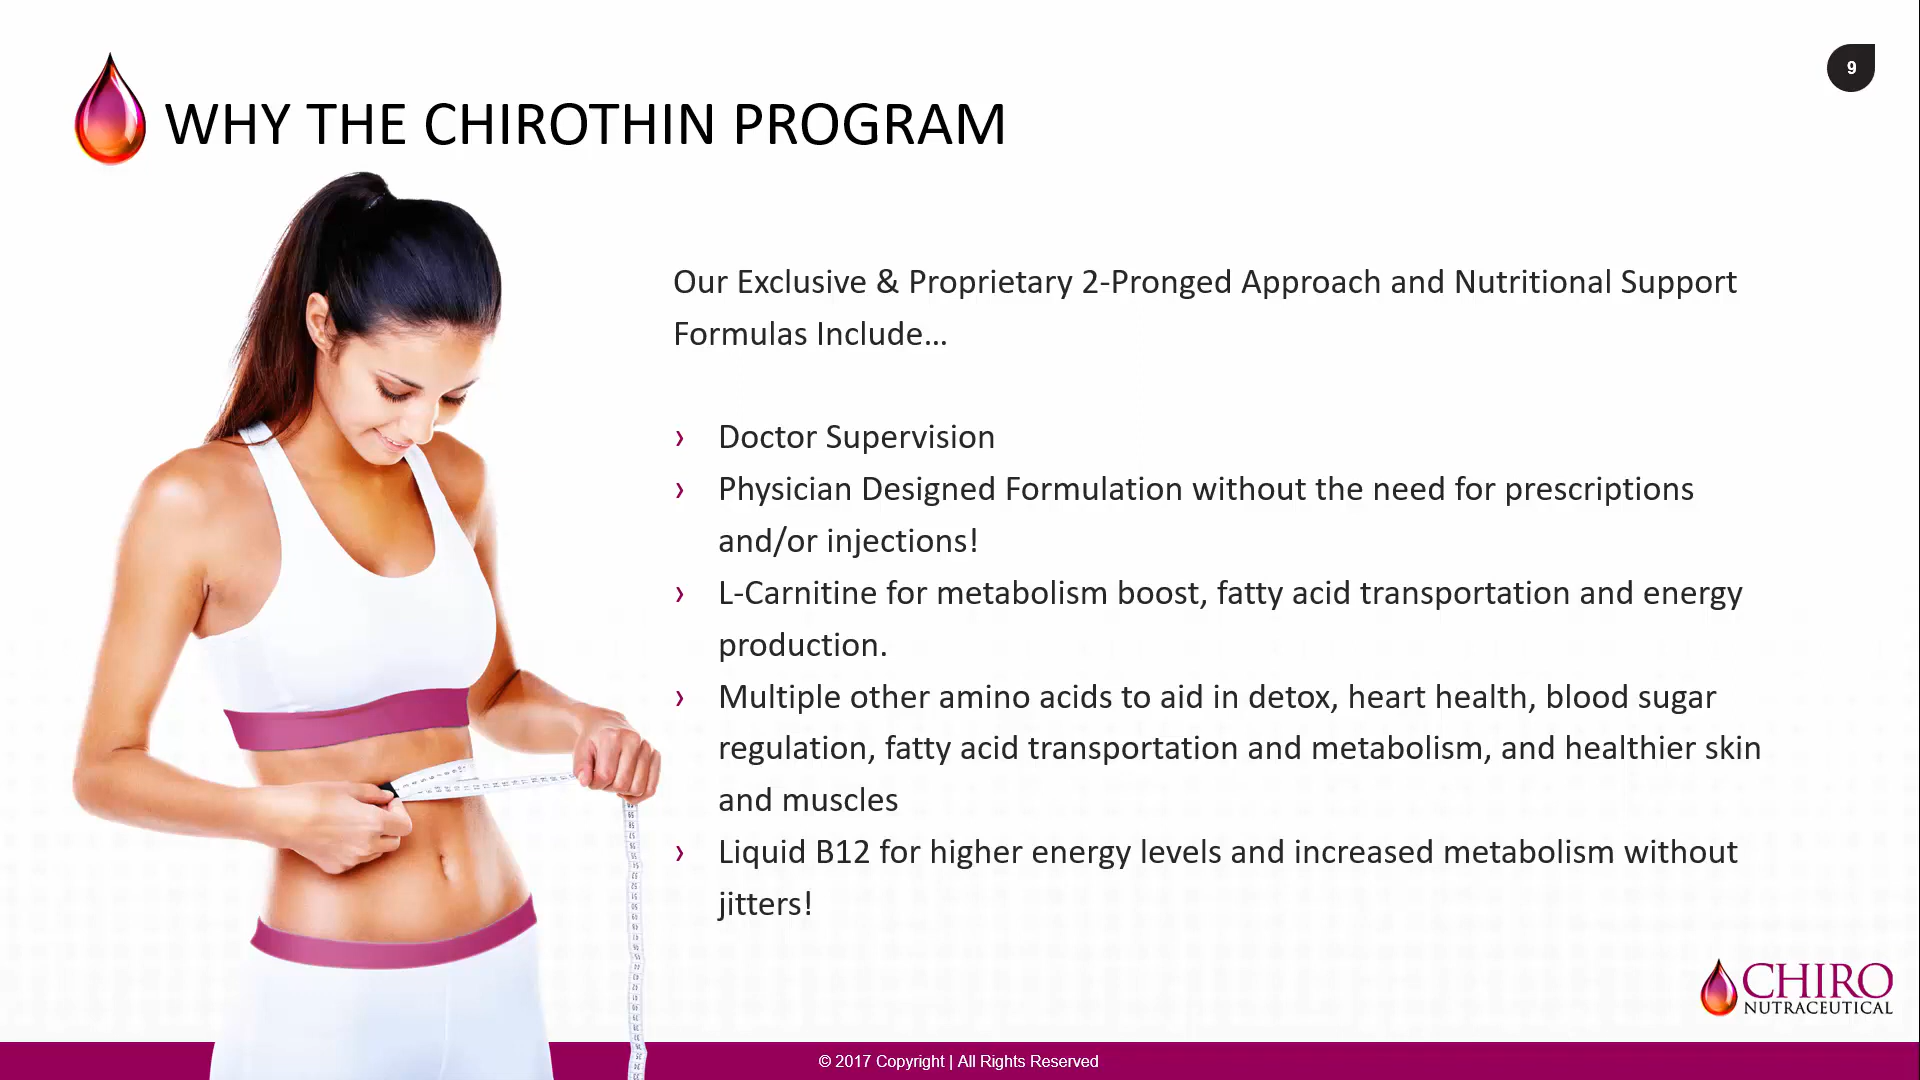 9
WHY THE CHIROTHIN PROGRAM
Our Exclusive & Proprietary 2-Pronged Approach and Nutritional Support
Formulas Include...
› Doctor Supervision
› Physician Designed Formulation without the need for prescriptions
and/or injections!
› L-Carnitine for metabolism boost, fatty acid transportation and energy
production.
› Multiple other amino acids to aid in detox, heart health, blood sugar
regulation, fatty acid transportation and metabolism, and healthier skin
and muscles
› Liquid B12 for higher energy levels and increased metabolism without
jitters!
CHIRO
NUTRACEUTICAL
© 2017 Copyright | All Rights Reserved